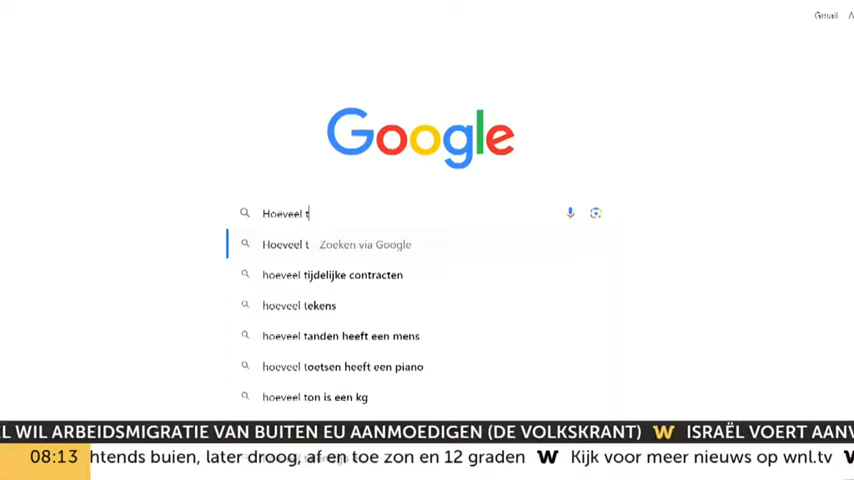 Gmail
Google
Hoeveel t
Hoeveel t Zoeken via Google
hoeveel tijdelijke contracten
hoeveel tekens
hoeveel tanden heeft een mens
hoeveel toetsen heeft een piano
hoeveel ton is een kg
WIL ARBEIDSMIGRATIE VAN BUITEN EU AANMOEDIGEN (DE VOLKSKRANT) W ISRAËL VOERT
08:13 buien, later droog, af en toe zon en 12 graden W Kijk voor meer nieuws op wnl.tv